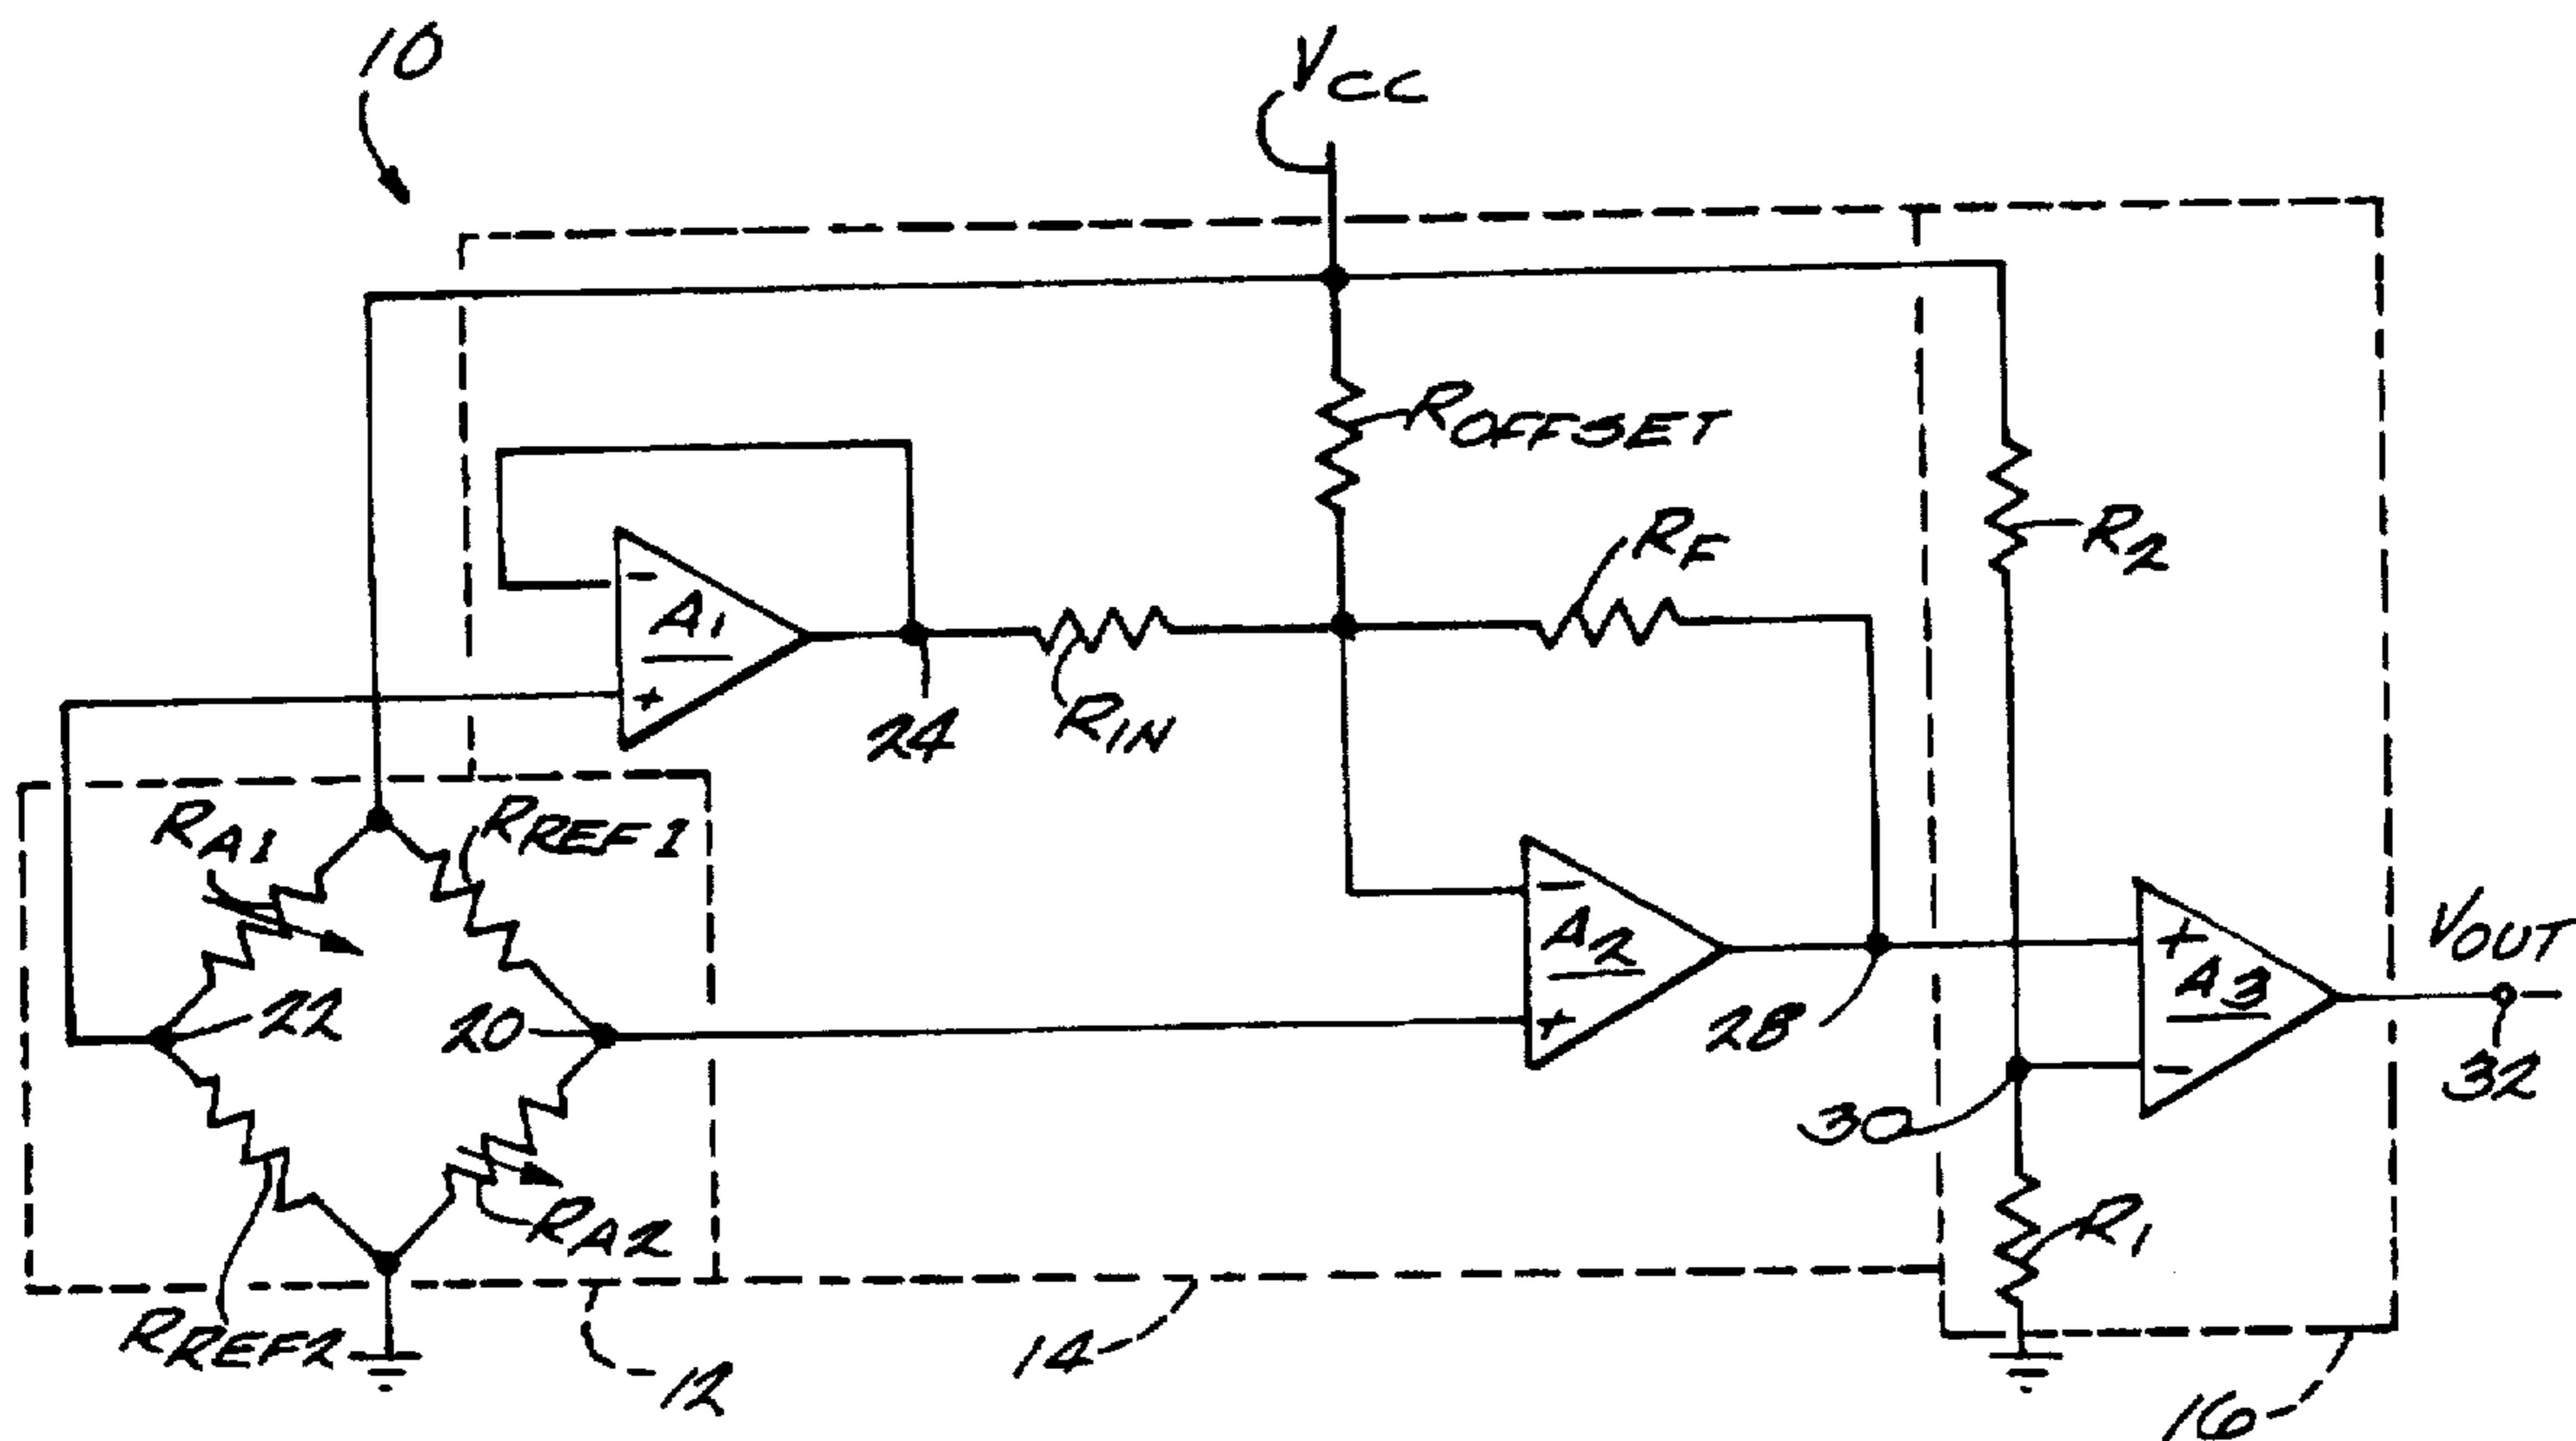 10
VCC
ROFFSET
RF
R2
A1
-
+
24
RIN
RA1
RREF1
22
20
A2
-
+
28
A3
+
-
VOUT
32
30
R1
RA2
RREF2
12
14
16